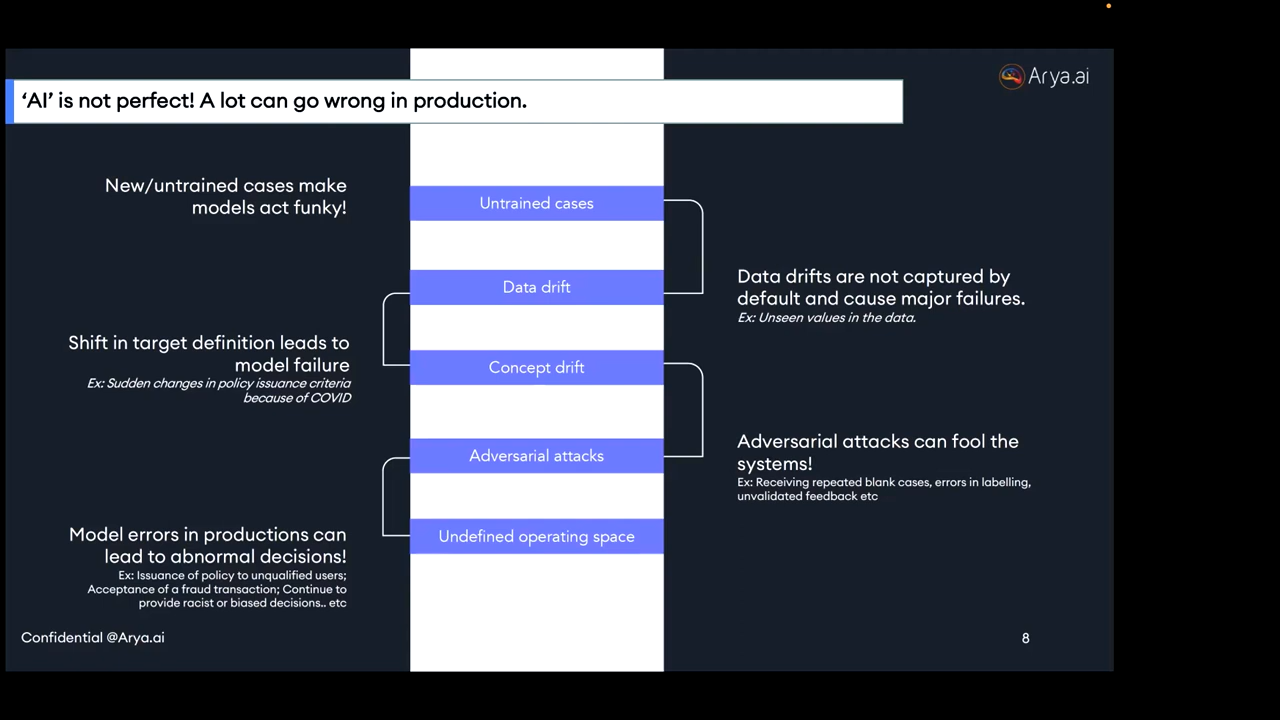 Arya.ai
‘AI’ is not perfect! A lot can go wrong in production.
New/untrained cases make
models act funky!
Untrained cases
Data drift
Data drifts are not captured by
default and cause major failures.
Ex: Unseen values in the data.
Shift in target definition leads to
model failure
Ex: Sudden changes in policy issuance criteria
because of COVID
Concept drift
Adversarial attacks
Adversarial attacks can fool the
systems!
Ex: Receiving repeated blank cases, errors in labelling,
unvalidated feedback etc
Model errors in productions can
lead to abnormal decisions!
Ex: Issuance of policy to unqualified users;
Acceptance of a fraud transaction; Continue to
provide racist or biased decisions.. etc
Undefined operating space
Confidential @Arya.ai
8